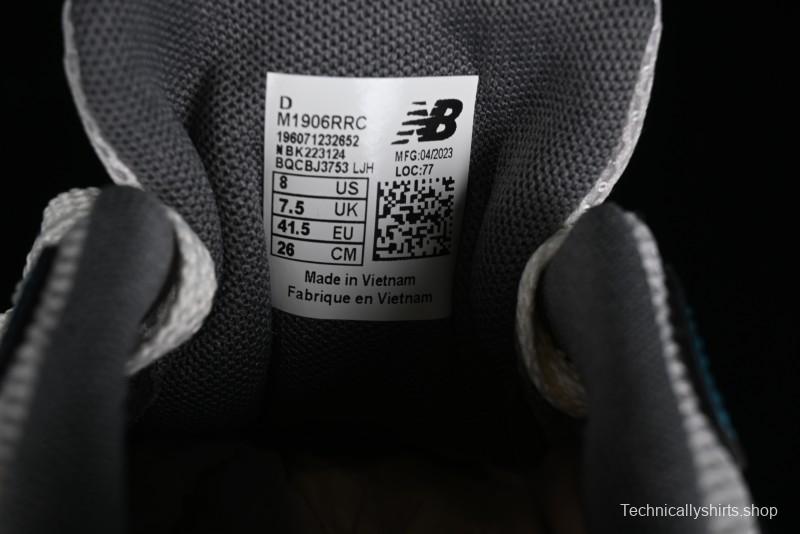 D
M1906RRC
196071232652
NBK223124
BQCBJ3753 LJH
NB
MFG:04/2023
LOC:77
8 US
7.5 UK
41.5 EU
26 CM
Made in Vietnam
Fabrique en Vietnam
Technicallyshirts.shop